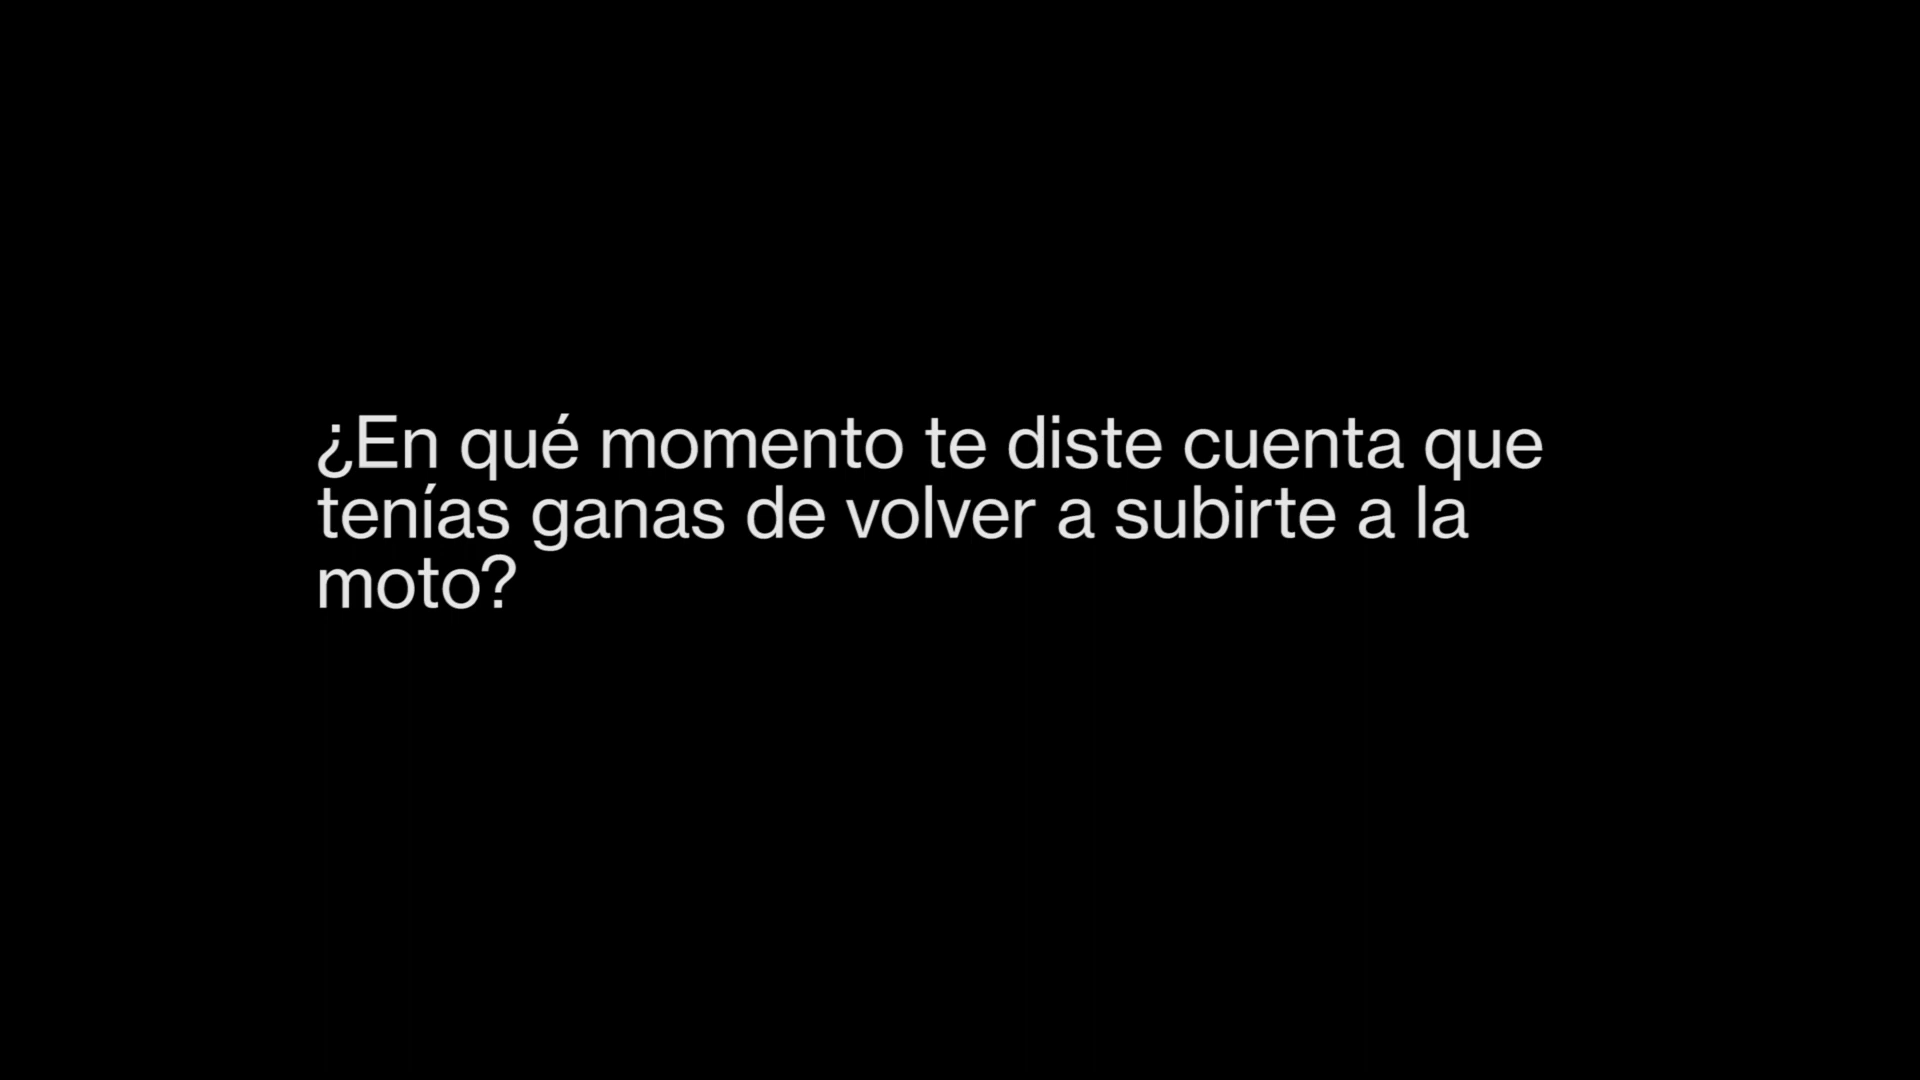 ¿En qué momento te diste cuenta que
tenías ganas de volver a subirte a la
moto?